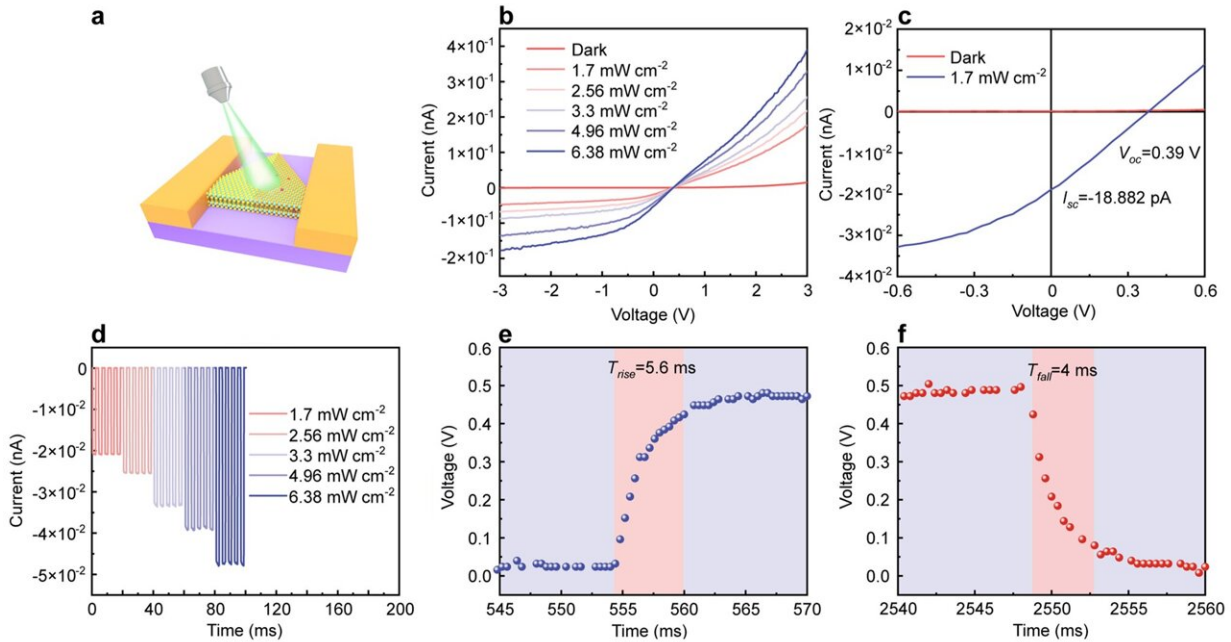 a
b
4×10⁻¹
3×10⁻¹
2×10⁻¹
1×10⁻¹
0
-1×10⁻¹
-2×10⁻¹
Current (nA)
Dark
1.7 mW cm⁻²
2.56 mW cm⁻²
3.3 mW cm⁻²
4.96 mW cm⁻²
6.38 mW cm⁻²
-3 -2 -1 0 1 2 3
Voltage (V)
c
2×10⁻²
1×10⁻²
0
-1×10⁻²
-2×10⁻²
-3×10⁻²
-4×10⁻²
Current (nA)
Dark
1.7 mW cm⁻²
Voc=0.39 V
Isc=-18.882 pA
-0.6 -0.3 0 0.3 0.6
Voltage (V)
d
0
-1×10⁻²
-2×10⁻²
-3×10⁻²
-4×10⁻²
-5×10⁻²
Current (nA)
1.7 mW cm⁻²
2.56 mW cm⁻²
3.3 mW cm⁻²
4.96 mW cm⁻²
6.38 mW cm⁻²
0 40 80 120 160 200
Time (ms)
e
0.6
0.5
0.4
0.3
0.2
0.1
0.0
Voltage (V)
Trise=5.6 ms
545 550 555 560 565 570
Time (ms)
f
0.6
0.5
0.4
0.3
0.2
0.1
0.0
Voltage (V)
Tfall=4 ms
2540 2545 2550 2555 2560
Time (ms)